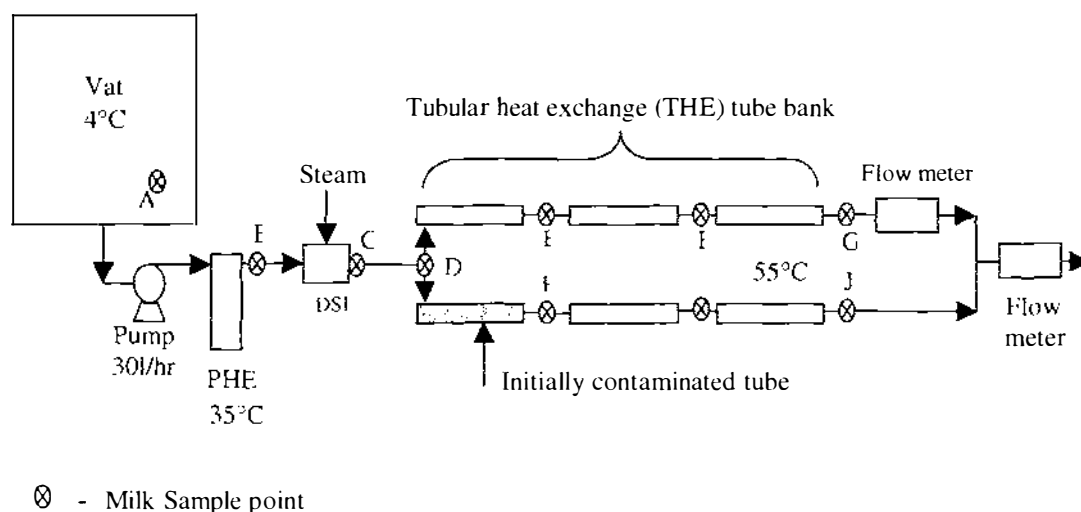 Vat
4°C
A
Tubular heat exchange (THE) tube bank
Steam
Flow meter
C
G
D
DSI
55°C
J
Pump
30l/hr
PHE
35°C
Flow
meter
Initially contaminated tube
⊗ - Milk Sample point